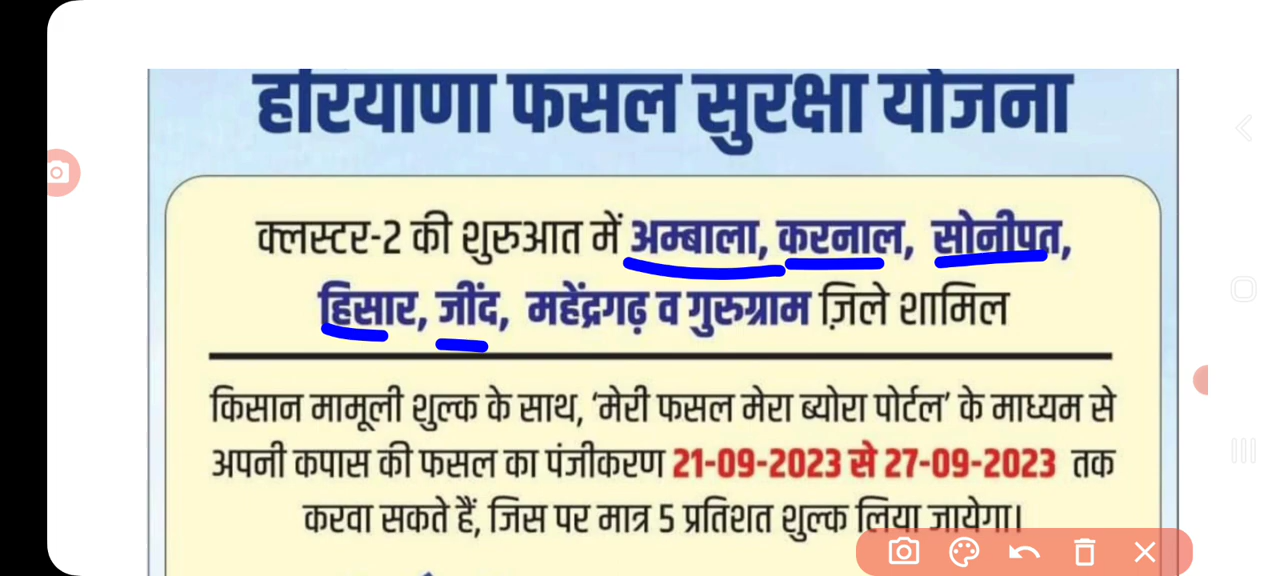 हरियाणा फसल सुरक्षा योजना
क्लस्टर-2 की शुरुआत में अम्बाला, करनाल, सोनीपत,
हिसार, जींद, महेंद्रगढ़ व गुरुग्राम ज़िले शामिल
किसान मामूली शुल्क के साथ, ‘मेरी फसल मेरा ब्योरा पोर्टल’ के माध्यम से
अपनी कपास की फसल का पंजीकरण 21-09-2023 से 27-09-2023 तक
करवा सकते हैं, जिस पर मात्र 5 प्रतिशत शुल्क लिया जायेगा।